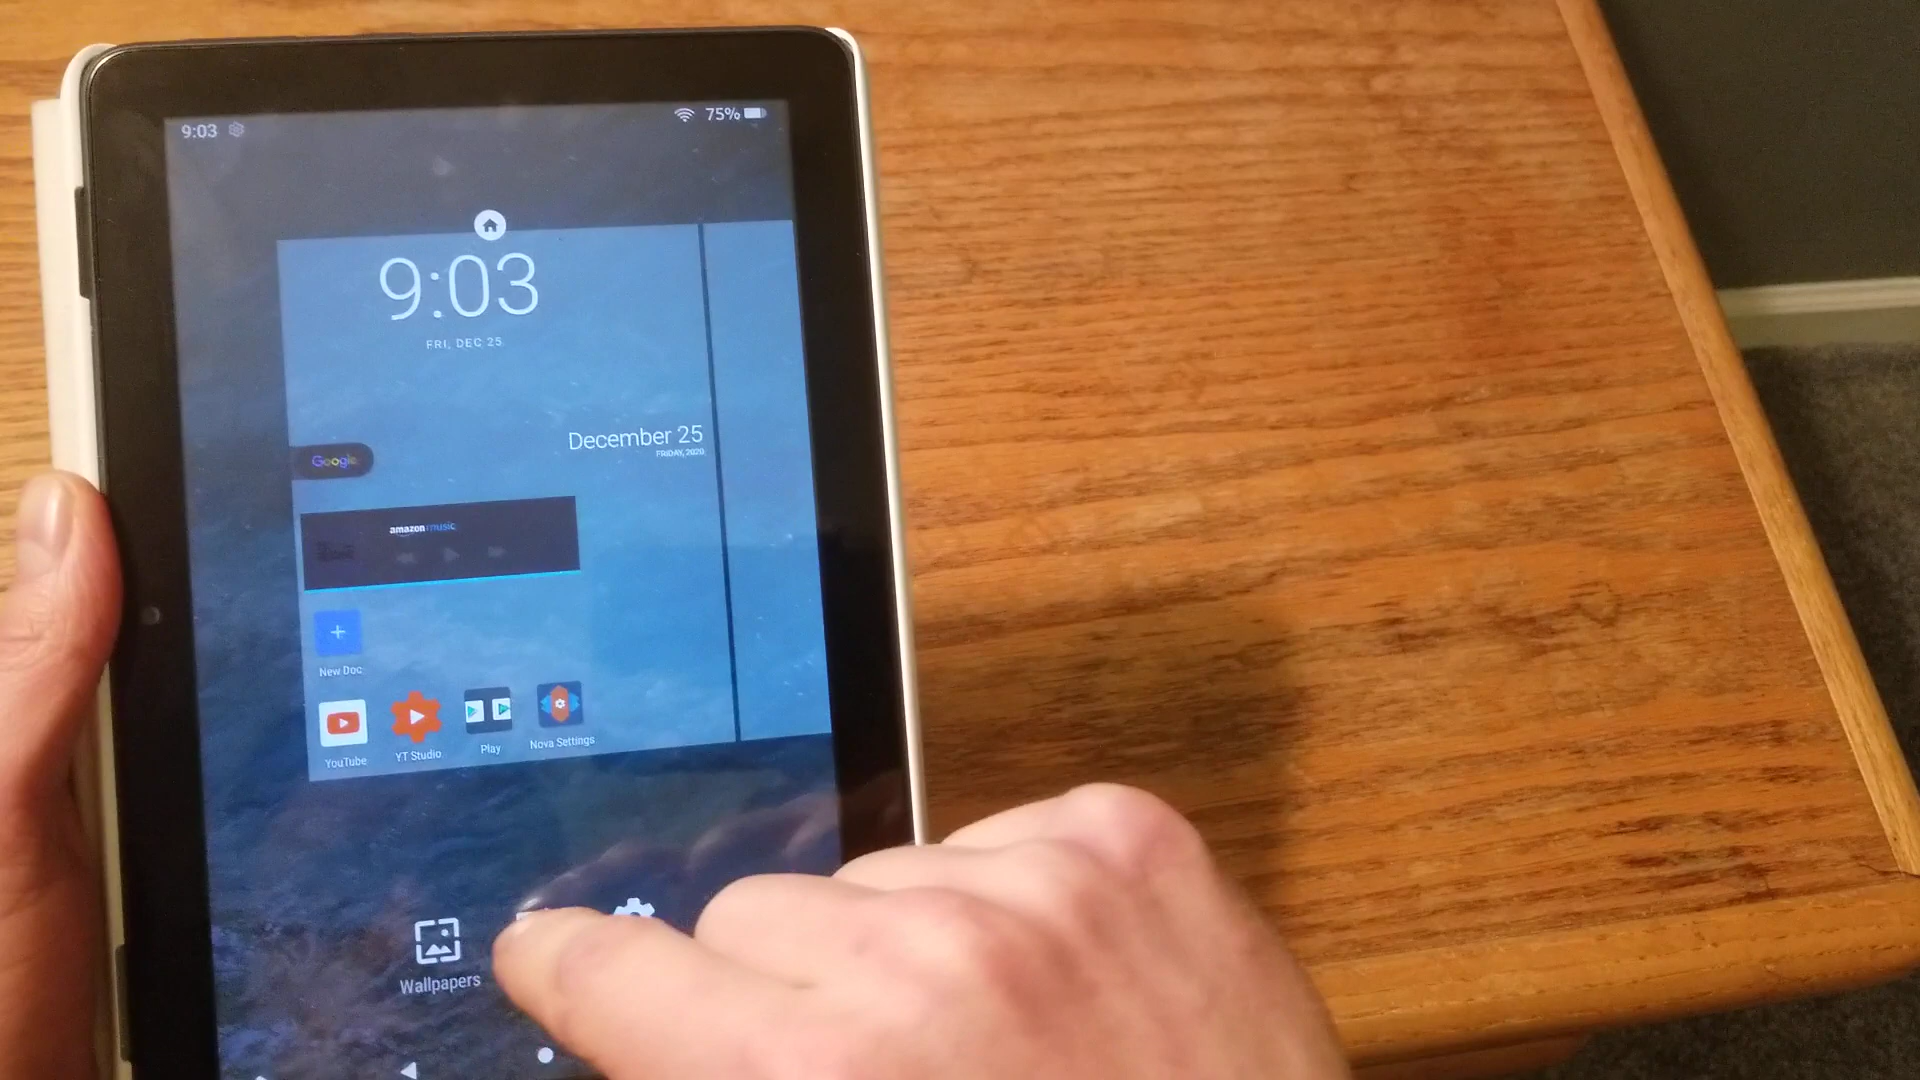 9:03
75%
9:03
FRI, DEC 25
December 25
FRIDAY, 2020
Google
amazon music
New Doc
YouTube
YT Studio
Play
Nova Settings
Wallpapers